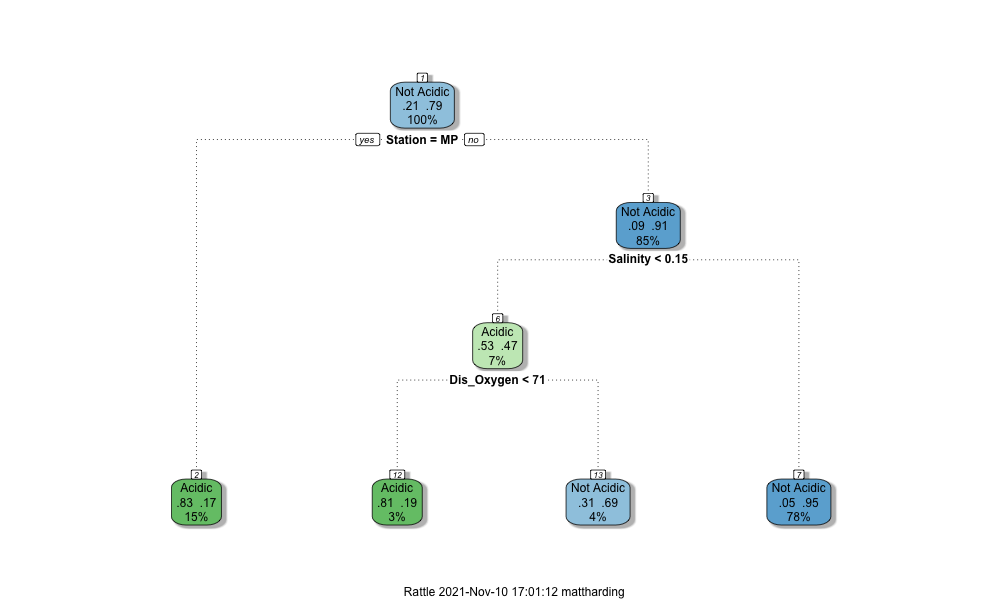 1
Not Acidic
.21 .79
100%
yes Station = MP no
3
Not Acidic
.09 .91
85%
Salinity < 0.15
6
Acidic
.53 .47
7%
Dis_Oxygen < 71
2
Acidic
.83 .17
15%
12
Acidic
.81 .19
3%
13
Not Acidic
.31 .69
4%
7
Not Acidic
.05 .95
78%
Rattle 2021-Nov-10 17:01:12 mattharding